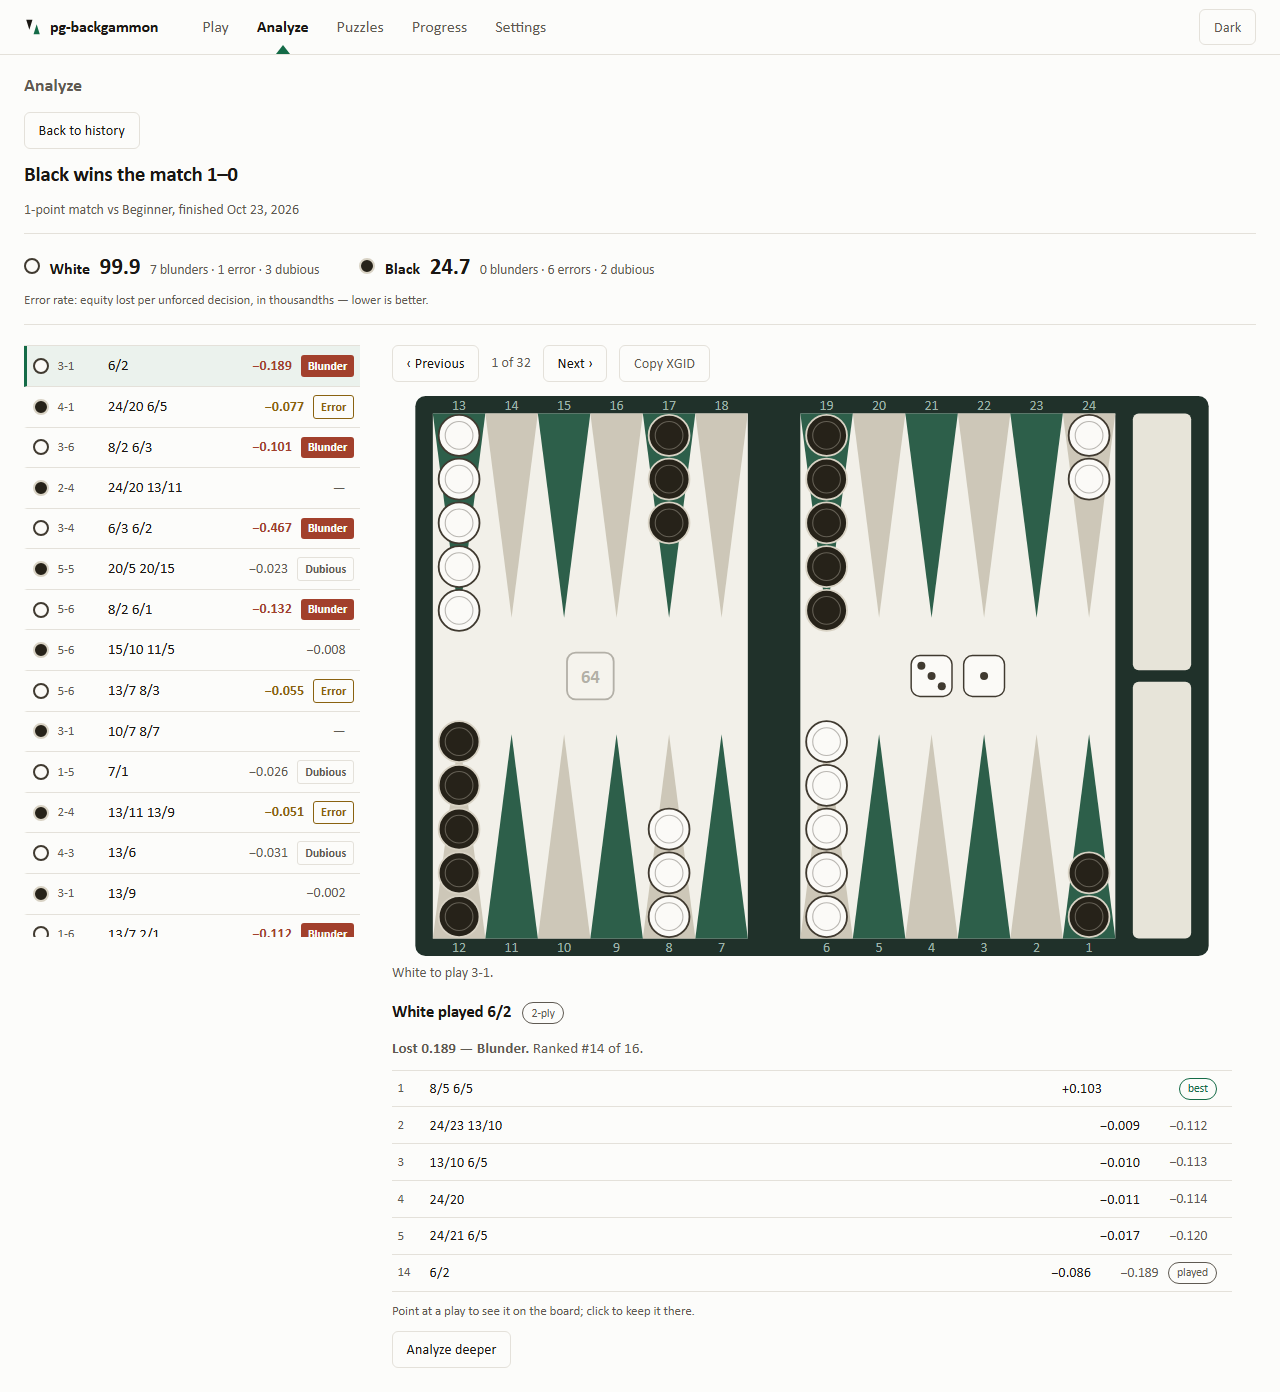 pg-backgammon Play Analyze Puzzles Progress Settings Dark
Analyze
Back to history
Black wins the match 1–0
1-point match vs Beginner, finished Oct 23, 2026
White 99.9 7 blunders · 1 error · 3 dubious Black 24.7 0 blunders · 6 errors · 2 dubious
Error rate: equity lost per unforced decision, in thousandths — lower is better.
3-1 6/2 −0.189 Blunder
4-1 24/20 6/5 −0.077 Error
3-6 8/2 6/3 −0.101 Blunder
2-4 24/20 13/11 —
3-4 6/3 6/2 −0.467 Blunder
5-5 20/5 20/15 −0.023 Dubious
5-6 8/2 6/1 −0.132 Blunder
5-6 15/10 11/5 −0.008
5-6 13/7 8/3 −0.055 Error
3-1 10/7 8/7 —
1-5 7/1 −0.026 Dubious
2-4 13/11 13/9 −0.051 Error
4-3 13/6 −0.031 Dubious
3-1 13/9 −0.002
1-6 13/7 2/1 −0.112 Blunder
‹ Previous 1 of 32 Next › Copy XGID
13 14 15 16 17 18 19 20 21 22 23 24
64
12 11 10 9 8 7 6 5 4 3 2 1
White to play 3-1.
White played 6/2 2-ply
Lost 0.189 — Blunder. Ranked #14 of 16.
1 8/5 6/5 +0.103 best
2 24/23 13/10 −0.009 −0.112
3 13/10 6/5 −0.010 −0.113
4 24/20 −0.011 −0.114
5 24/21 6/5 −0.017 −0.120
14 6/2 −0.086 −0.189 played
Point at a play to see it on the board; click to keep it there.
Analyze deeper